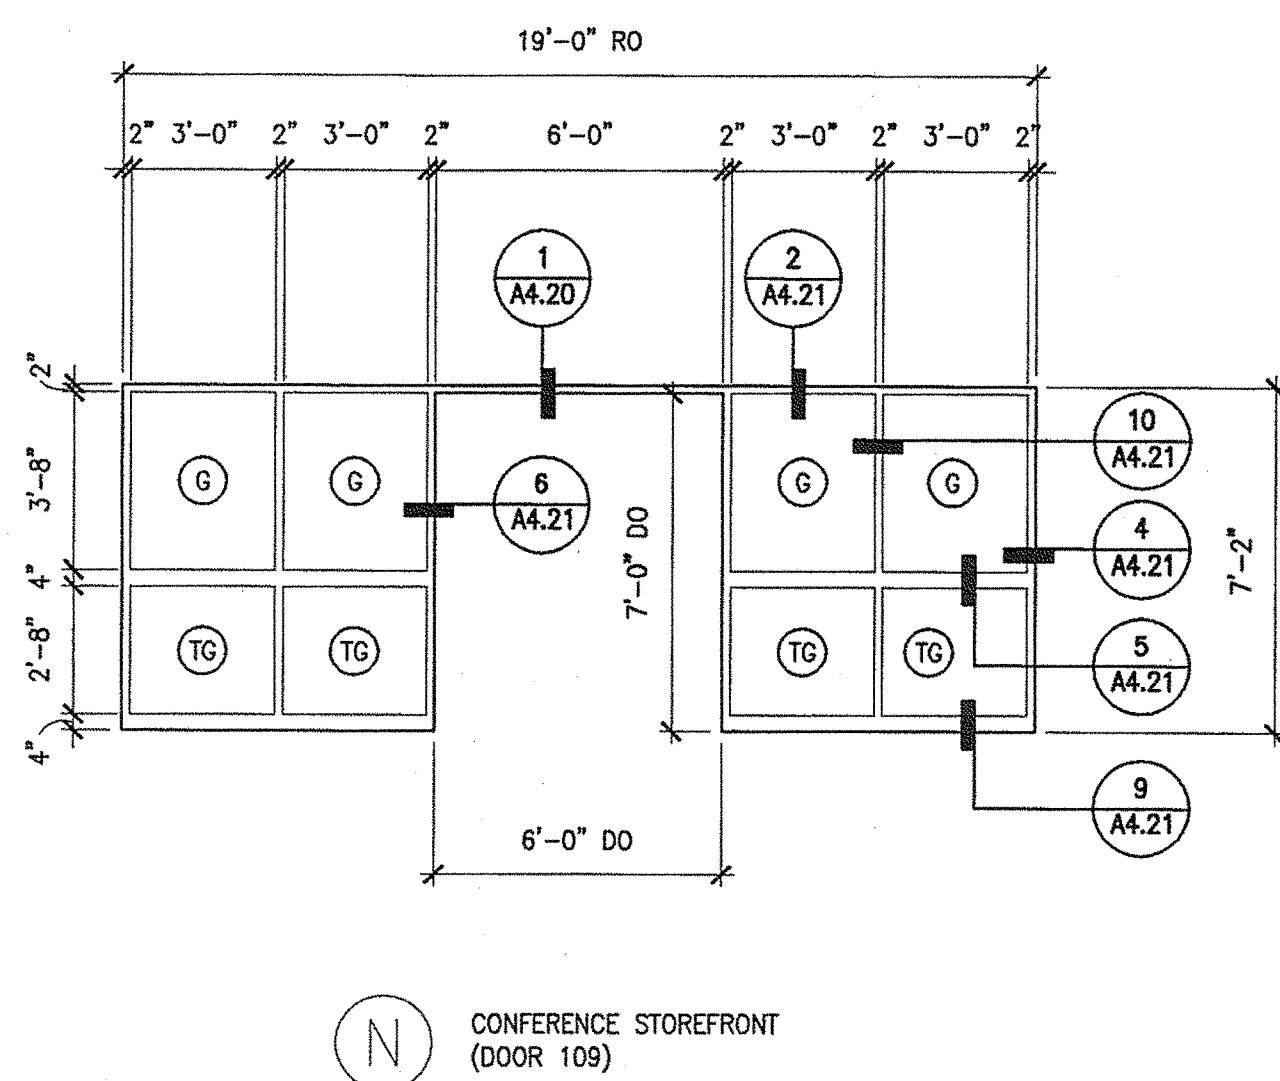 19'-0" RO
2" 3'-0" 2" 3'-0" 2" 6'-0" 2" 3'-0" 2" 3'-0" 2"
1
A4.20
2
A4.21
2"
3'-8"
4"
2'-8"
4"
G
G
6
A4.21
7'-0" DO
G
G
10
A4.21
4
A4.21
7'-2"
TG
TG
TG
TG
5
A4.21
9
A4.21
6'-0" DO
N
CONFERENCE STOREFRONT
(DOOR 109)